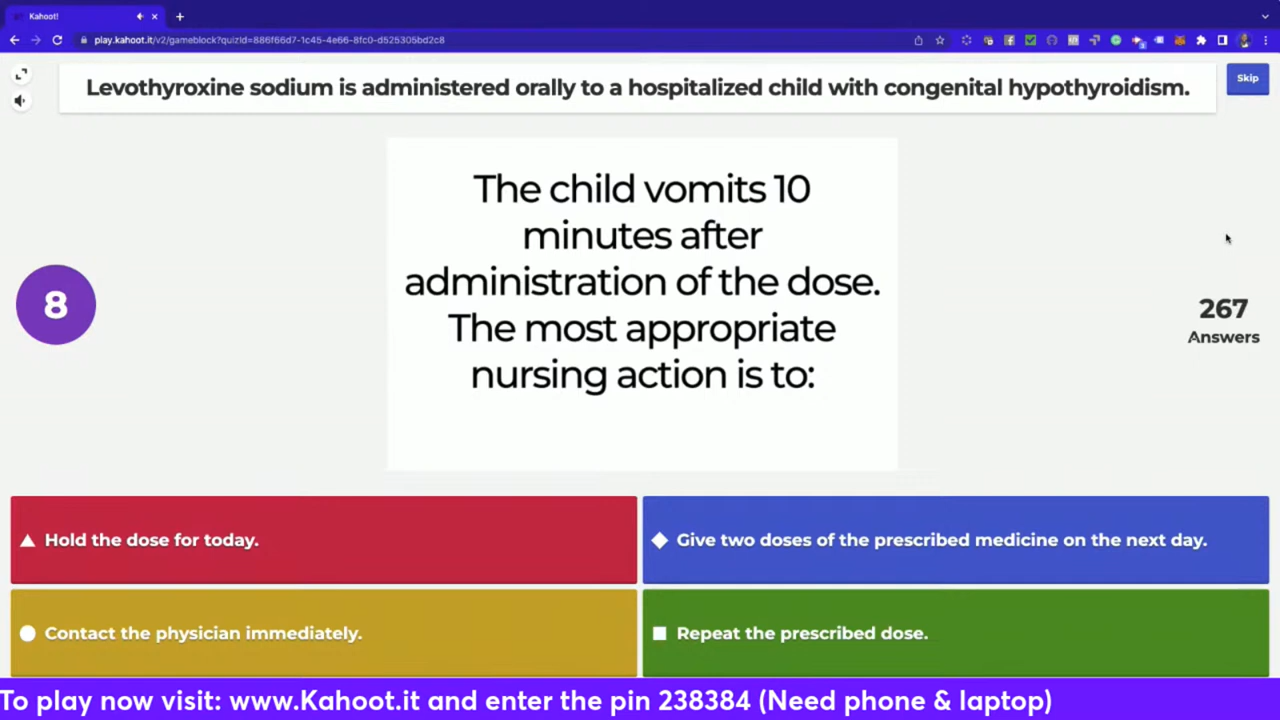 Kahoot!
play.kahoot.it/v2/gameblock?quizId=886f66d7-1c45-4e66-8fc0-d525305bd2c8
Levothyroxine sodium is administered orally to a hospitalized child with congenital hypothyroidism.
Skip
The child vomits 10
minutes after
administration of the dose.
The most appropriate
nursing action is to:
8
267
Answers
Hold the dose for today.
Give two doses of the prescribed medicine on the next day.
Contact the physician immediately.
Repeat the prescribed dose.
To play now visit: www.Kahoot.it and enter the pin 238384 (Need phone & laptop)